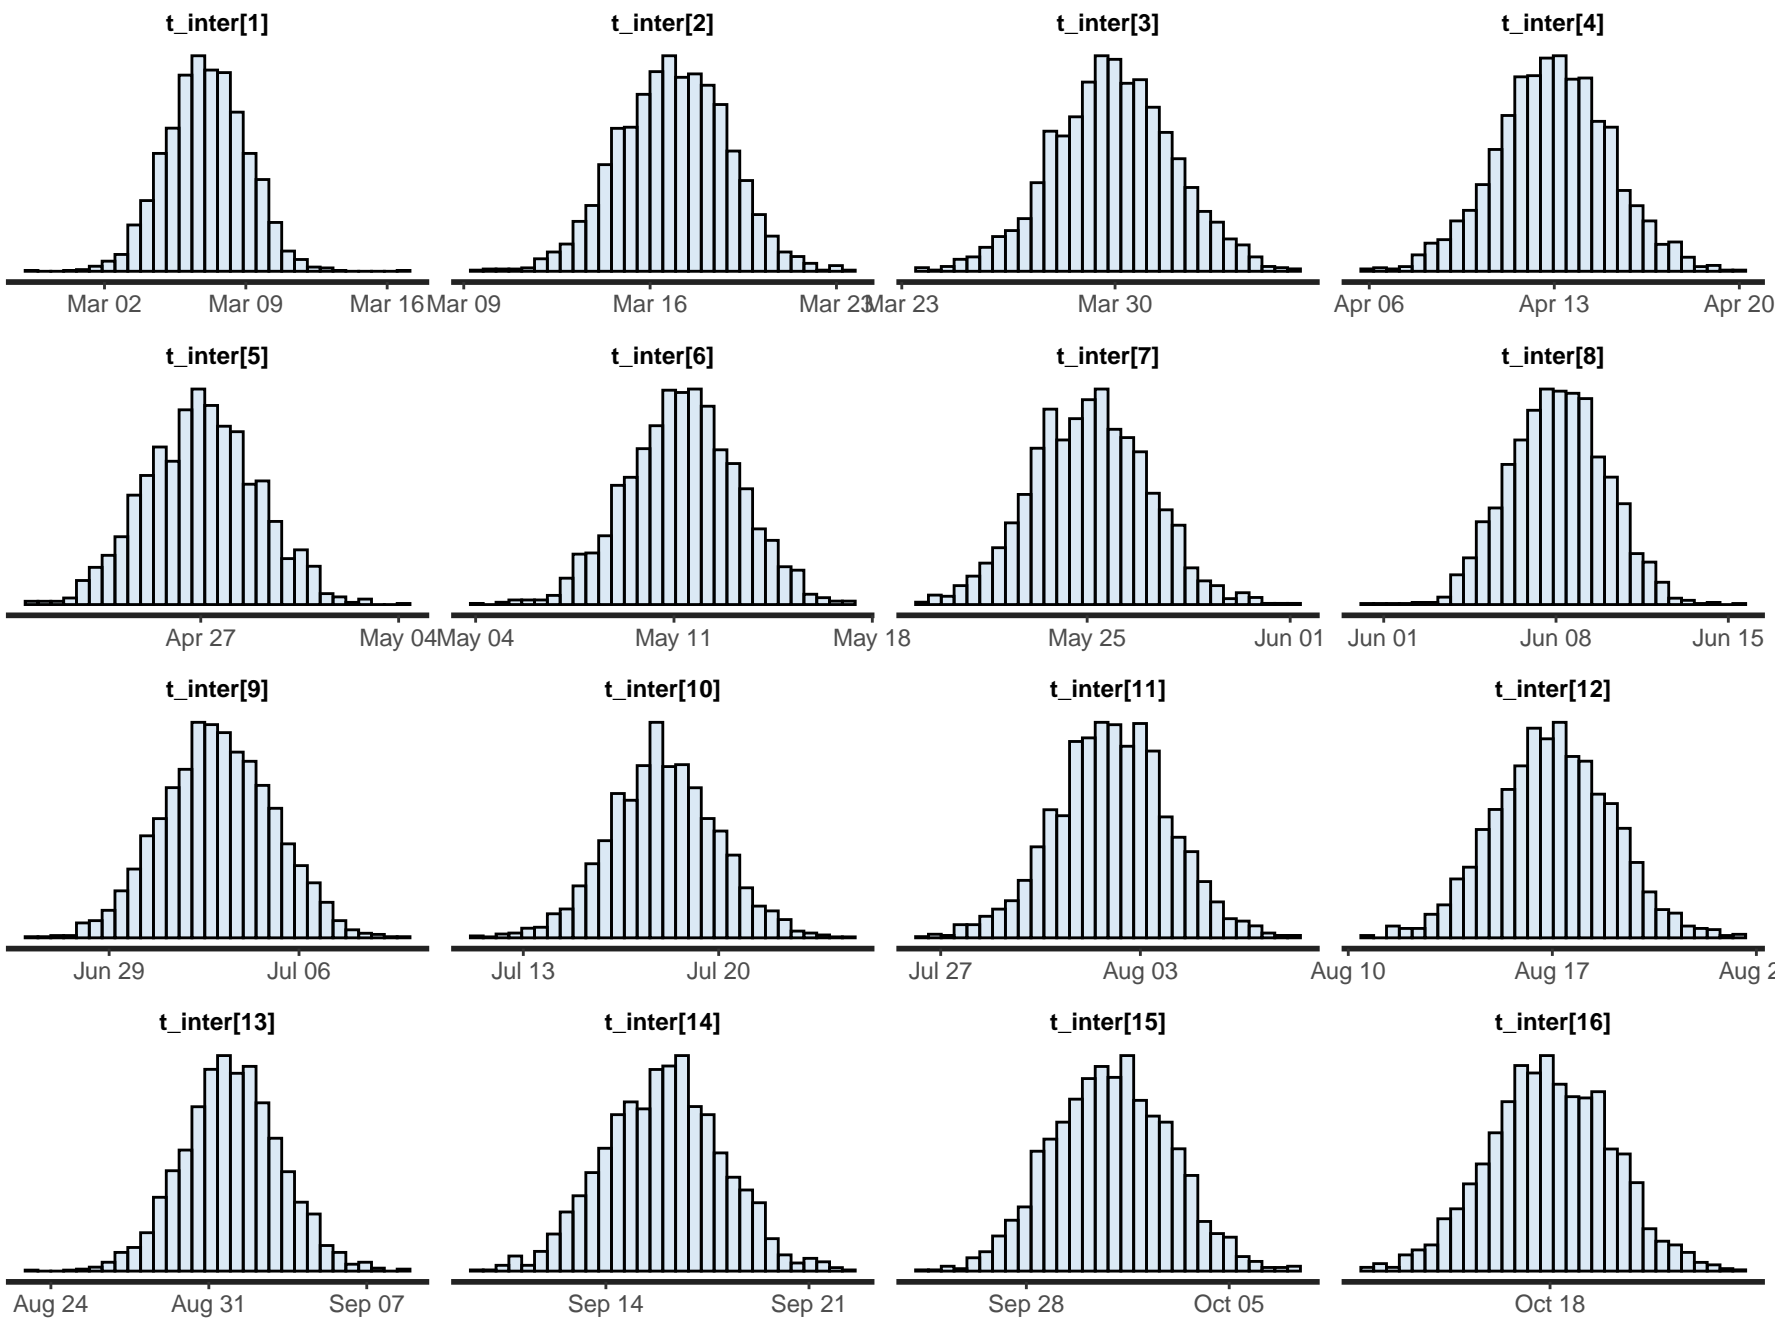 t_inter[1] t_inter[2] t_inter[3] t_inter[4]
Mar 02 Mar 09 Mar 16 Mar 09 Mar 16 Mar 23 Mar 23 Mar 30 Apr 06 Apr 13 Apr 20
t_inter[5] t_inter[6] t_inter[7] t_inter[8]
Apr 27 May 04 May 04 May 11 May 18 May 25 Jun 01 Jun 01 Jun 08 Jun 15
t_inter[9] t_inter[10] t_inter[11] t_inter[12]
Jun 29 Jul 06 Jul 13 Jul 20 Jul 27 Aug 03 Aug 10 Aug 17 Aug
t_inter[13] t_inter[14] t_inter[15] t_inter[16]
Aug 24 Aug 31 Sep 07 Sep 14 Sep 21 Sep 28 Oct 05 Oct 18